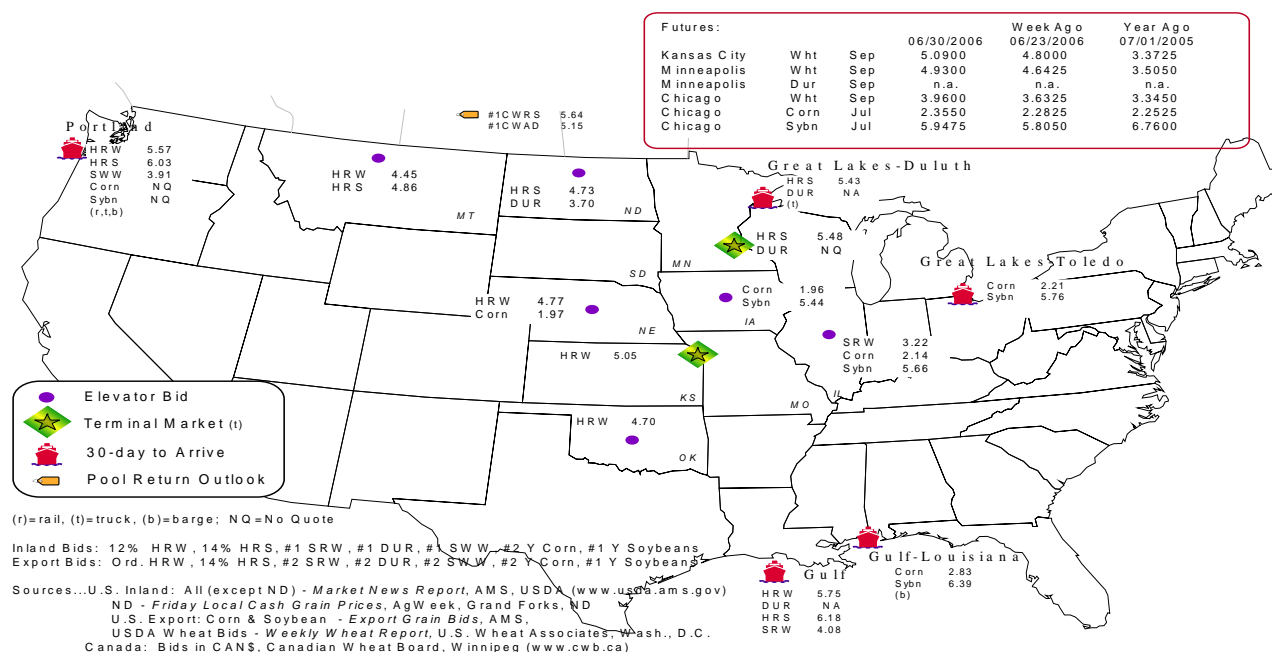 Futures: Week Ago Year Ago
06/30/2006 06/23/2006 07/01/2005
Kansas City Wht Sep 5.0900 4.8000 3.3725
Minneapolis Wht Sep 4.9300 4.6425 3.5050
Minneapolis Dur Sep n.a. n.a. n.a.
Chicago Wht Sep 3.9600 3.6325 3.3450
Chicago Corn Jul 2.3550 2.2825 2.2525
Chicago Sybn Jul 5.9475 5.8050 6.7600
#1CWRS 5.64
#1CWAD 5.15
Portland
HRW 5.57
HRS 6.03
SWW 3.91
Corn NQ
Sybn NQ
(r,t,b)
HRW 4.45
HRS 4.86
MT
HRS 4.73
DUR 3.70
ND
Great Lakes-Duluth
HRS 5.43
DUR NA
(t)
HRS 5.48
DUR NQ
MN
SD
Great Lakes-Toledo
Corn 2.21
Sybn 5.76
Corn 1.96
Sybn 5.44
IA
HRW 4.77
Corn 1.97
NE
SRW 3.22
Corn 2.14
Sybn 5.66
IL
HRW 5.05
KS
MO
HRW 4.70
OK
Elevator Bid
Terminal Market (t)
30-day to Arrive
Pool Return Outlook
Gulf-Louisiana
Corn 2.83
Sybn 6.39
(b)
Gulf
HRW 5.75
DUR NA
HRS 6.18
SRW 4.08
(r)=rail, (t)=truck, (b)=barge; NQ=No Quote
Inland Bids: 12% HRW, 14% HRS, #1 SRW, #1 DUR, #1 SWW, #2 Y Corn, #1 Y Soybeans
Export Bids: Ord. HRW, 14% HRS, #2 SRW, #2 DUR, #2 SWW, #2 Y Corn, #1 Y Soybeans
Sources...U.S. Inland: All (except ND) - Market News Report, AMS, USDA (www.usda.ams.gov)
ND - Friday Local Cash Grain Prices, AgWeek, Grand Forks, ND
U.S. Export: Corn & Soybean - Export Grain Bids, AMS,
USDA Wheat Bids - Weekly Wheat Report, U.S. Wheat Associates, Wash., D.C.
Canada: Bids in CAN$, Canadian Wheat Board, Winnipeg (www.cwb.ca)